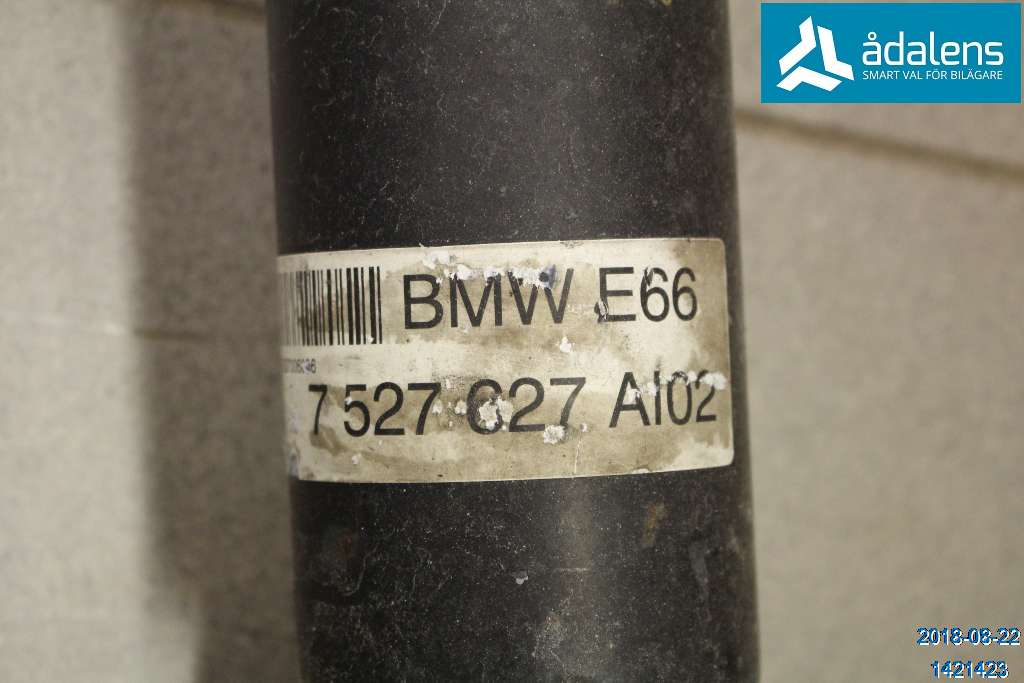 ådalens
SMART VAL FÖR BILÄGARE
BMW E66
7 527 627 AI02
2018-08-22
1421423